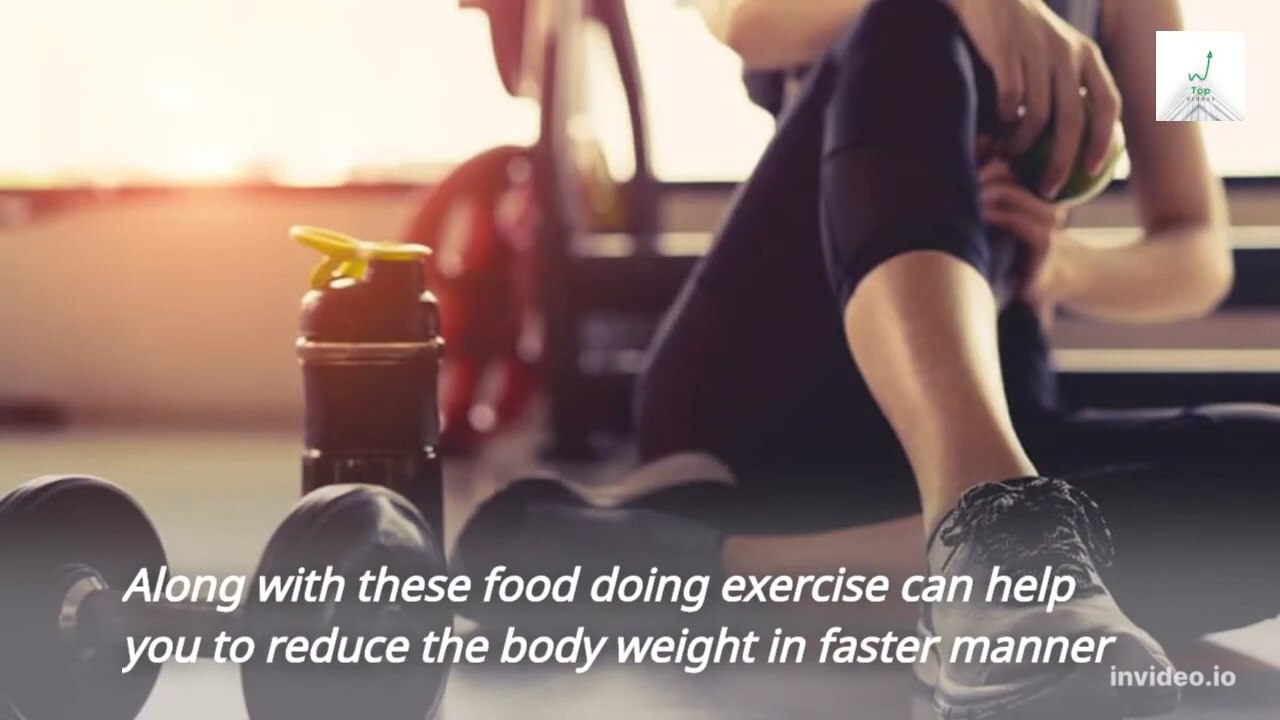 Top
Videos
Along with these food doing exercise can help
you to reduce the body weight in faster manner
invideo.io